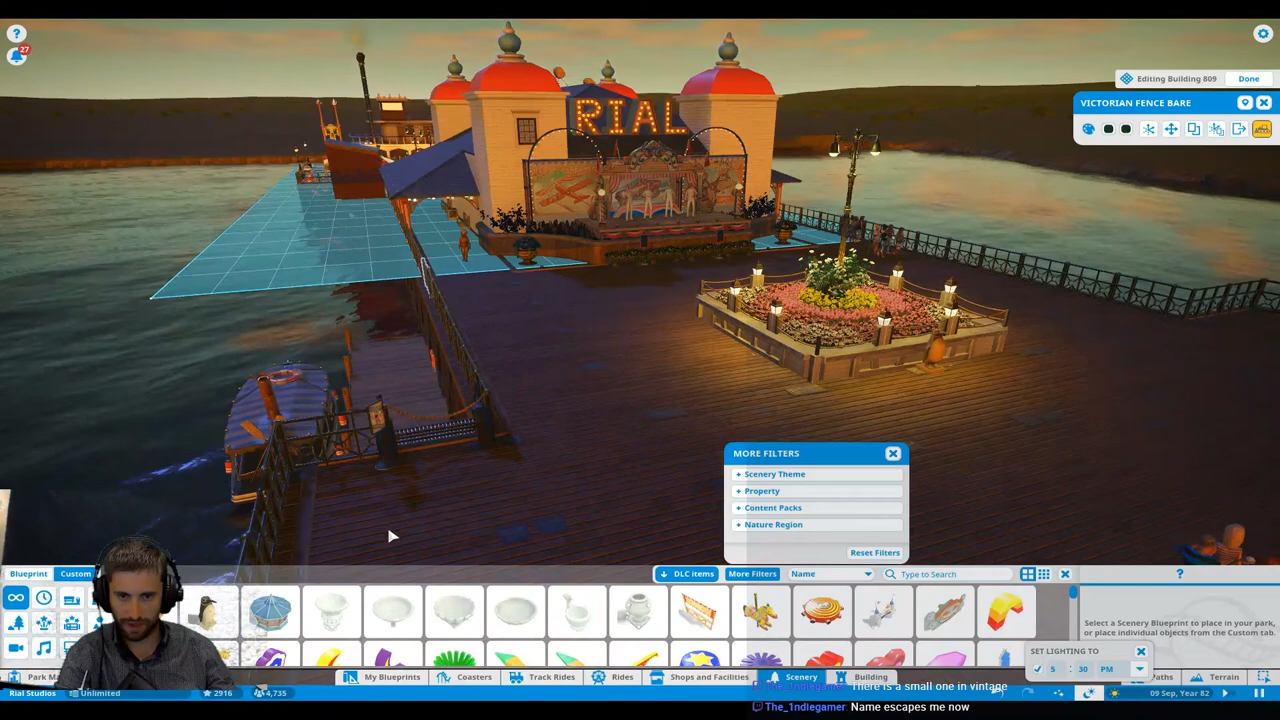 ?
27
RIAL
Editing Building 809 Done
VICTORIAN FENCE BARE
MORE FILTERS
+ Scenery Theme
+ Property
+ Content Packs
+ Nature Region
Reset Filters
Blueprint Custom
DLC items More Filters Name Type to Search
?
Select a Scenery Blueprint to place in your park,
or place individual objects from the Custom tab.
SET LIGHTING TO
5 : 30 PM
Park Ma
My Blueprints Coasters Track Rides Rides Shops and Facilities Scenery Building Paths Terrain
The_1ndiegamer: There is a small one in vintage
Rial Studios Unlimited 2916 4,735 09 Sep, Year 82
The_1ndiegamer: Name escapes me now